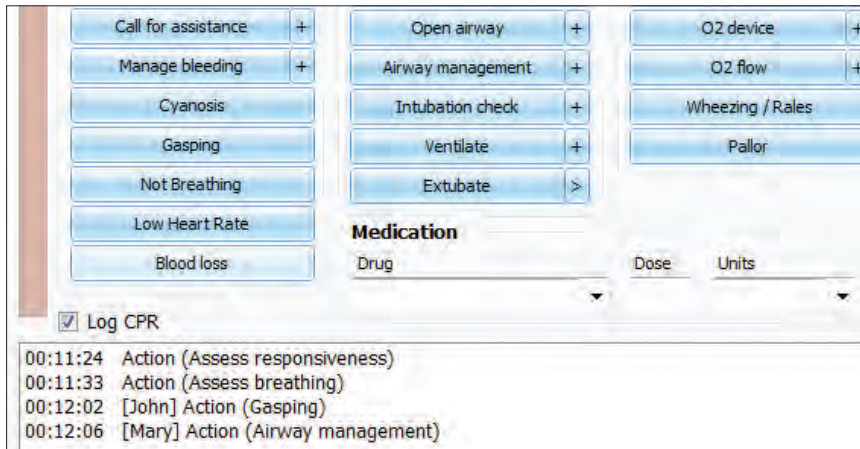 Call for assistance + Open airway + O2 device +
Manage bleeding + Airway management + O2 flow +
Cyanosis Intubation check + Wheezing / Rales
Gasping Ventilate + Pallor
Not Breathing Extubate >
Low Heart Rate
Medication
Blood loss Drug Dose Units
Log CPR
00:11:24 Action (Assess responsiveness)
00:11:33 Action (Assess breathing)
00:12:02 [John] Action (Gasping)
00:12:06 [Mary] Action (Airway management)